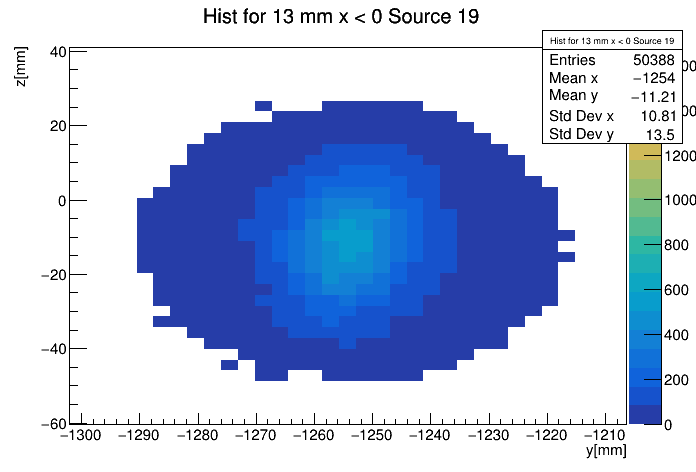 Hist for 13 mm x < 0 Source 19
Hist for 13 mm x < 0 Source 19
Entries 50388
Mean x −1254
Mean y −11.21
Std Dev x 10.81
Std Dev y 13.5
z[mm]
40
20
0
−20
−40
−60
−1300 −1290 −1280 −1270 −1260 −1250 −1240 −1230 −1220 −1210
y[mm]
1200
1000
800
600
400
200
0